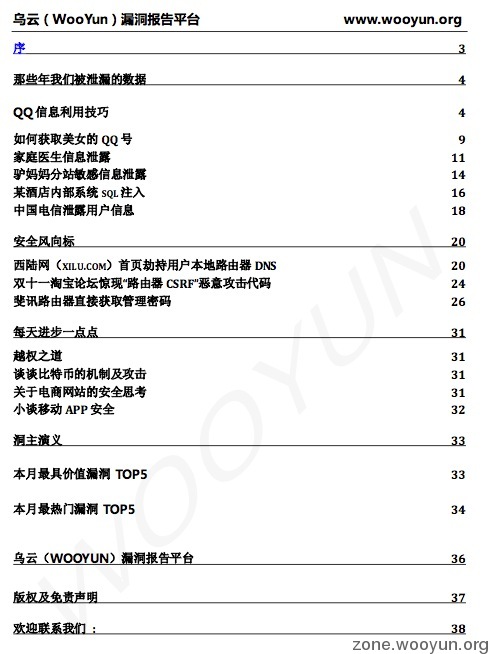 乌云（WooYun）漏洞报告平台 www.wooyun.org
序 3
那些年我们被泄漏的数据 4
QQ 信息利用技巧 4
如何获取美女的 QQ 号 9
家庭医生信息泄露 11
驴妈妈分站敏感信息泄露 14
某酒店内部系统 SQL 注入 16
中国电信泄露用户信息 18
安全风向标 20
西陆网（XILU.COM）首页劫持用户本地路由器 DNS 20
双十一淘宝论坛惊现“路由器 CSRF”恶意攻击代码 24
斐讯路由器直接获取管理密码 26
每天进步一点点 31
越权之道 31
谈谈比特币的机制及攻击 31
关于电商网站的安全思考 31
小谈移动 APP 安全 32
洞主演义 33
本月最具价值漏洞 TOP5 33
本月最热门漏洞 TOP5 34
乌云（WOOYUN）漏洞报告平台 36
版权及免责声明 37
欢迎联系我们 ： 38
WOOYUN
zone.wooyun.org